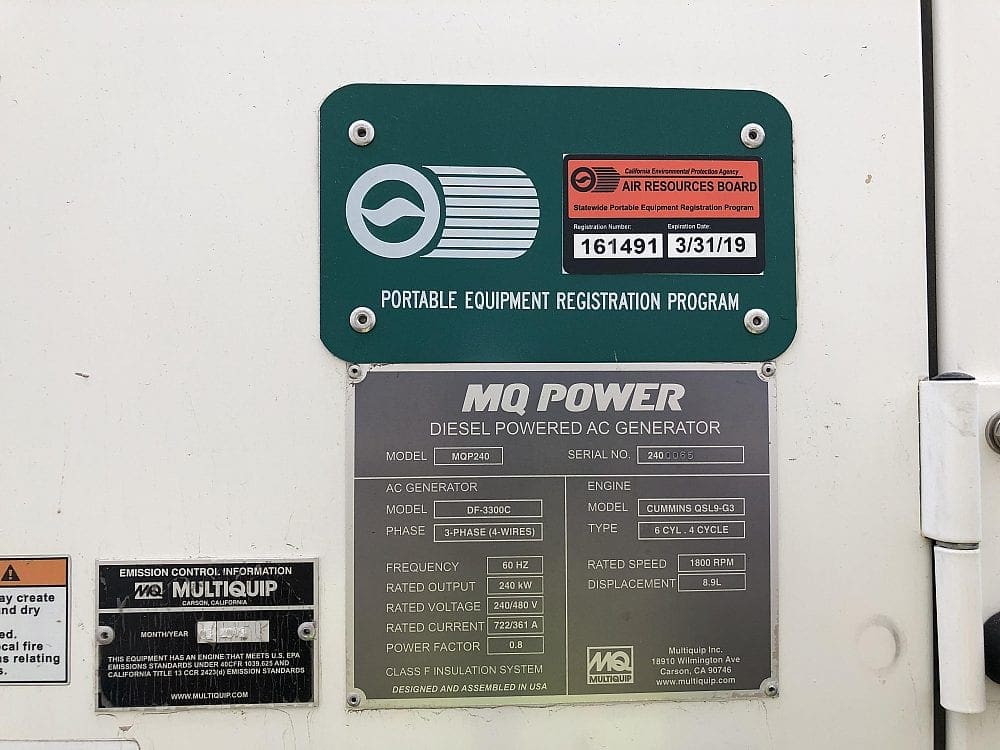 California Environmental Protection Agency
AIR RESOURCES BOARD
Statewide Portable Equipment Registration Program
Registration Number: Expiration Date:
161491 3/31/19
PORTABLE EQUIPMENT REGISTRATION PROGRAM
MQ POWER
DIESEL POWERED AC GENERATOR
MODEL MQP240 SERIAL NO. 2400065
AC GENERATOR
MODEL DF-3300C
PHASE 3-PHASE (4-WIRES)
FREQUENCY 60 HZ
RATED OUTPUT 240 kW
RATED VOLTAGE 240/480 V
RATED CURRENT 722/361 A
POWER FACTOR 0.8
CLASS F INSULATION SYSTEM
DESIGNED AND ASSEMBLED IN USA
ENGINE
MODEL CUMMINS QSL9-G3
TYPE 6 CYL . 4 CYCLE
RATED SPEED 1800 RPM
DISPLACEMENT 8.9L
MQ
MULTIQUIP
Multiquip Inc.
18910 Wilmington Ave
Carson, CA 90746
www.multiquip.com
EMISSION CONTROL INFORMATION
MQ MULTIQUIP
CARSON, CALIFORNIA
MONTH/YEAR
THIS EQUIPMENT HAS AN ENGINE THAT MEETS U.S. EPA
EMISSIONS STANDARDS UNDER 40CFR 1039.625 AND
CALIFORNIA TITLE 13 CCR 2423(d) EMISSION STANDARDS
WWW.MULTIQUIP.COM
ay create
nd dry
ed.
cal fire
s relating
s.